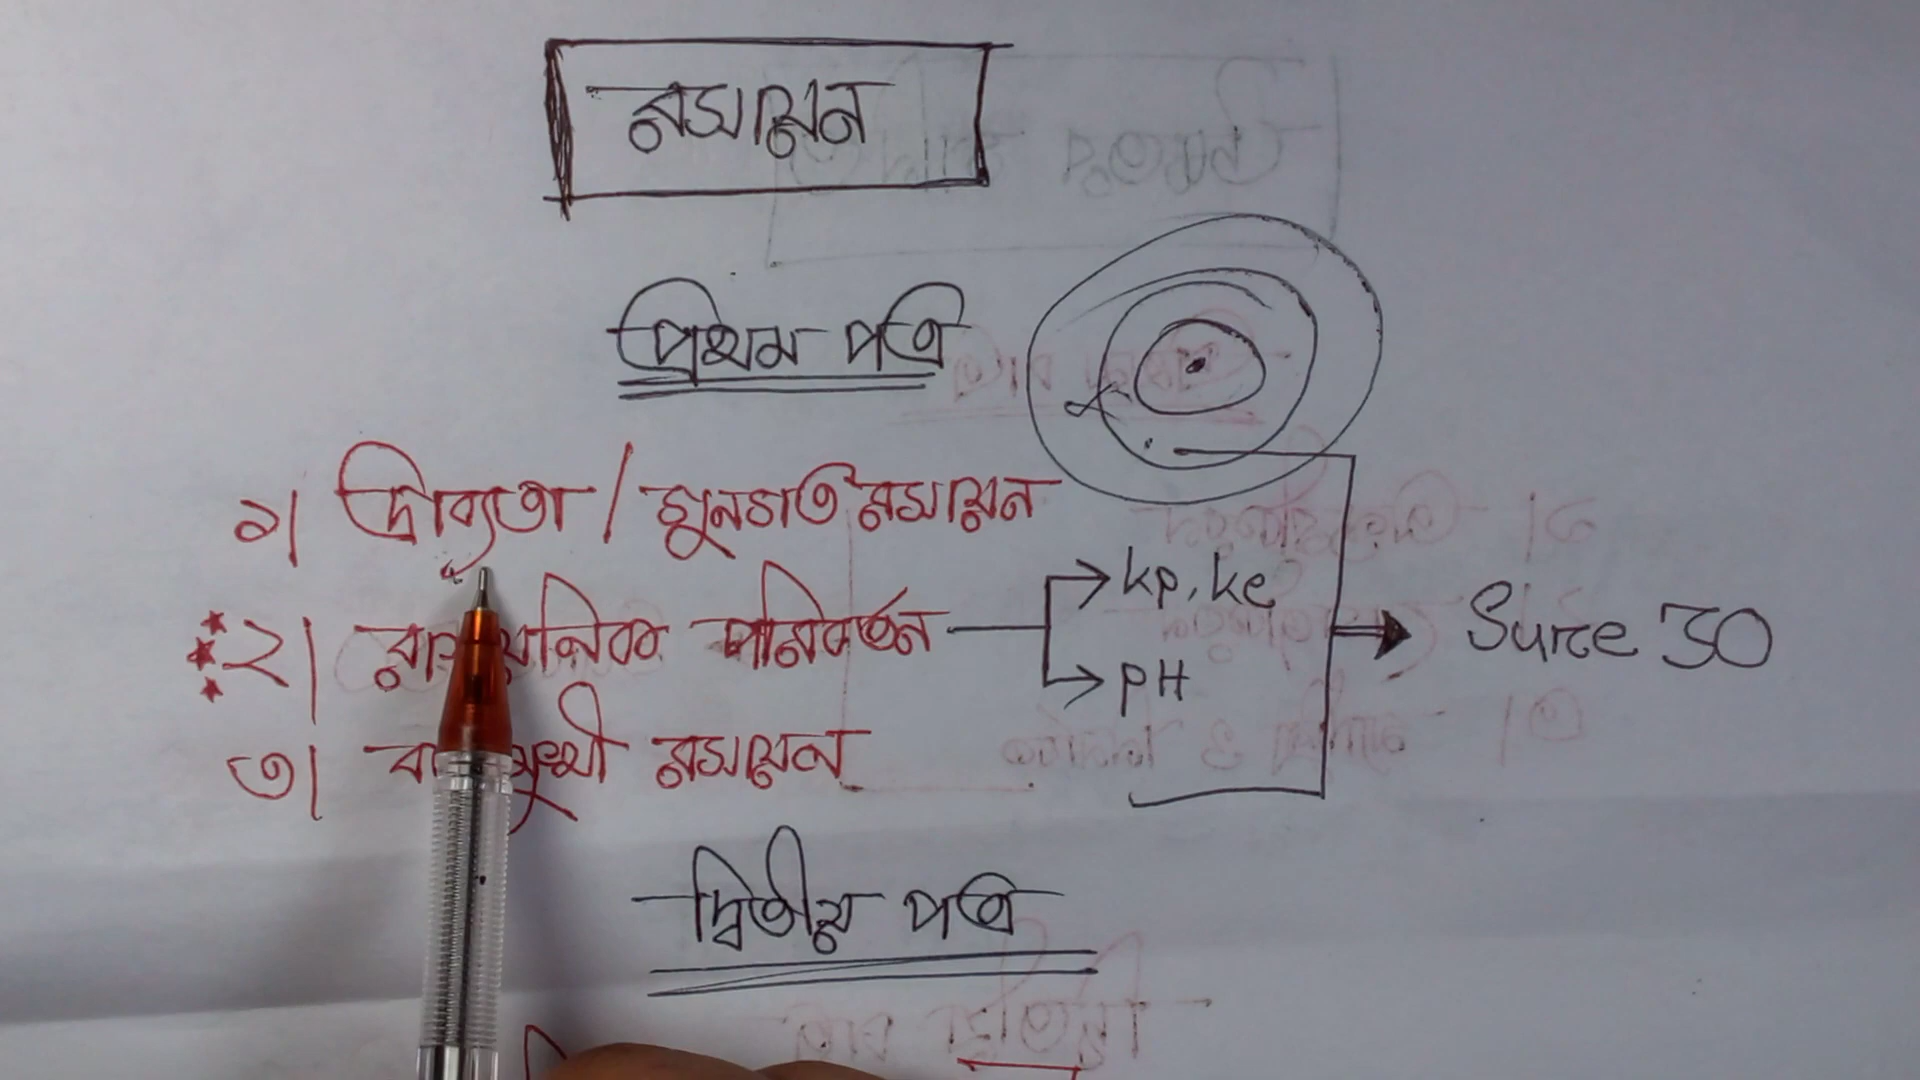 রসায়ন
প্রথম পত্র
১। দ্রাব্যতা / গুনগত রসায়ন
২। রাসায়নিক পরিবর্তন → kp, kc
→ pH
⇒ Surce 30
৩। কর্মমুখী রসায়ন
দ্বিতীয় পত্র